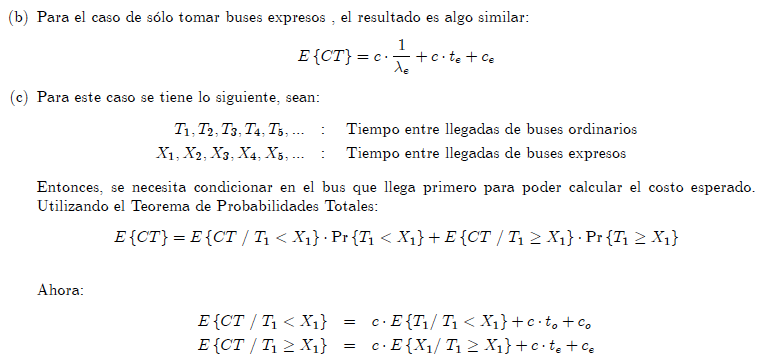 (b) Para el caso de sólo tomar buses expresos , el resultado es algo similar:
E {CT} = c · 1/λ_e + c · t_e + c_e
(c) Para este caso se tiene lo siguiente, sean:
T_1, T_2, T_3, T_4, T_5, ... : Tiempo entre llegadas de buses ordinarios
X_1, X_2, X_3, X_4, X_5, ... : Tiempo entre llegadas de buses expresos
Entonces, se necesita condicionar en el bus que llega primero para poder calcular el costo esperado.
Utilizando el Teorema de Probabilidades Totales:
E {CT} = E {CT / T_1 < X_1} · Pr {T_1 < X_1} + E {CT / T_1 ≥ X_1} · Pr {T_1 ≥ X_1}
Ahora:
E {CT / T_1 < X_1} = c · E {T_1/ T_1 < X_1} + c · t_o + c_o
E {CT / T_1 ≥ X_1} = c · E {X_1/ T_1 ≥ X_1} + c · t_e + c_e